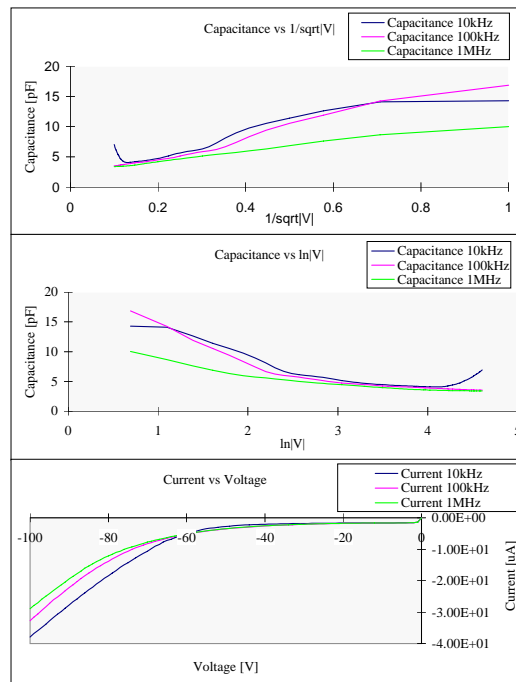 Capacitance vs 1/sqrt|V|
Capacitance 10kHz
Capacitance 100kHz
Capacitance 1MHz
Capacitance [pF]
20
15
10
5
0
0 0.2 0.4 0.6 0.8 1
1/sqrt|V|
Capacitance vs ln|V|
Capacitance 10kHz
Capacitance 100kHz
Capacitance 1MHz
Capacitance [pF]
20
15
10
5
0
0 1 2 3 4 5
ln|V|
Current vs Voltage
Current 10kHz
Current 100kHz
Current 1MHz
-100 -80 -60 -40 -20 0
0.00E+00
-1.00E+01
-2.00E+01
-3.00E+01
-4.00E+01
Current [uA]
Voltage [V]